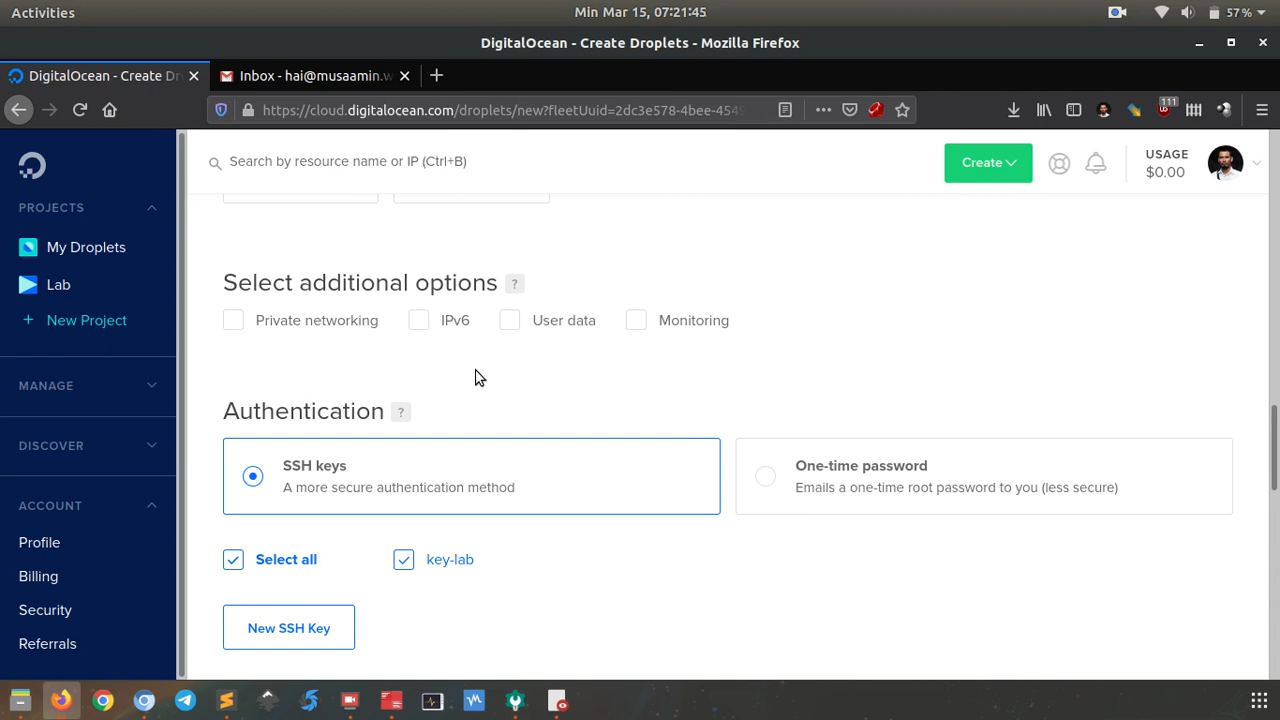 Activities
Min Mar 15, 07:21:45
57 %
DigitalOcean - Create Droplets - Mozilla Firefox
DigitalOcean - Create Dr
Inbox - hai@musaamin.w
https://cloud.digitalocean.com/droplets/new?fleetUuid=2dc3e578-4bee-454
111
Search by resource name or IP (Ctrl+B)
Create
USAGE
$0.00
PROJECTS
My Droplets
Lab
+ New Project
MANAGE
DISCOVER
ACCOUNT
Profile
Billing
Security
Referrals
Select additional options ?
Private networking
IPv6
User data
Monitoring
Authentication ?
SSH keys
A more secure authentication method
One-time password
Emails a one-time root password to you (less secure)
Select all
key-lab
New SSH Key